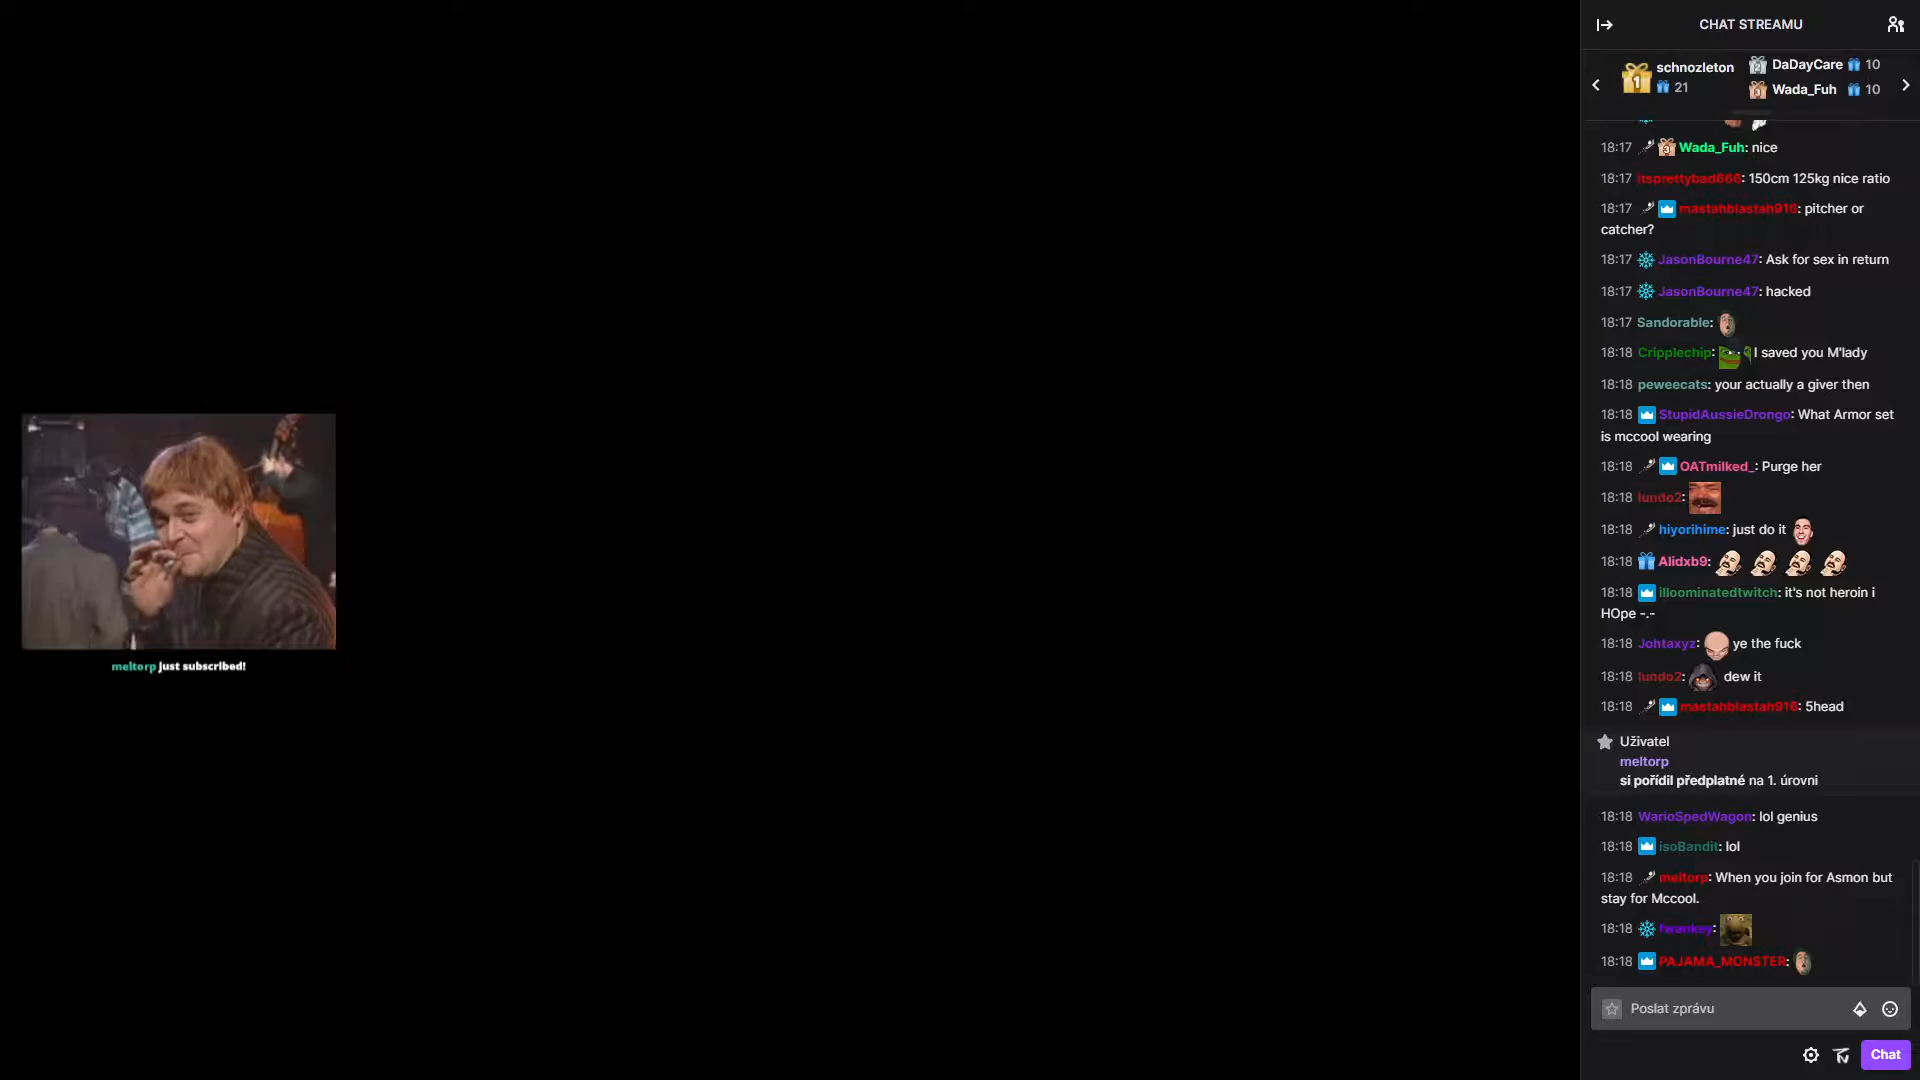 CHAT STREAMU
schnozleton
21
DaDayCare 10
Wada_Fuh 10
18:17 Wada_Fuh: nice
18:17 itsprettybad666: 150cm 125kg nice ratio
18:17 mastahblastah916: pitcher or
catcher?
18:17 JasonBourne47: Ask for sex in return
18:17 JasonBourne47: hacked
18:17 Sandorable:
18:18 Cripplechip: I saved you M'lady
18:18 peweecats: your actually a giver then
18:18 StupidAussieDrongo: What Armor set
is mccool wearing
18:18 OATmilked_: Purge her
18:18 lundo2:
18:18 hiyorihime: just do it
18:18 Alidxb9:
18:18 illoominatedtwitch: it's not heroin i
HOpe -.-
18:18 Johtaxyz: ye the fuck
18:18 lundo2: dew it
18:18 mastahblastah916: 5head
Uživatel
meltorp
si pořídil předplatné na 1. úrovni
18:18 WarioSpedWagon: lol genius
18:18 isoBandit: lol
18:18 meltorp: When you join for Asmon but
stay for Mccool.
18:18 fwankey:
18:18 PAJAMA_MONSTER:
Poslat zprávu
Chat
meltorp just subscribed!